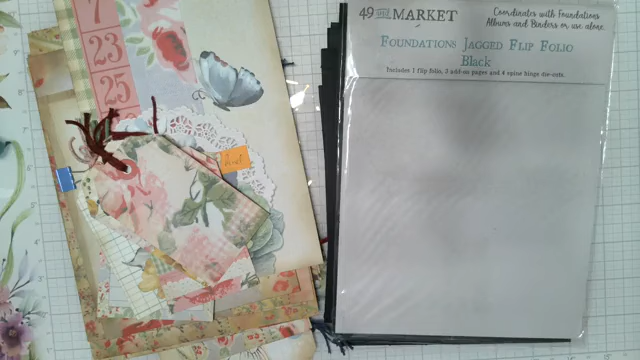 7
23
25
49 and MARKET
Coordinates with Foundations
Albums and Binders or use alone.
FOUNDATIONS JAGGED FLIP FOLIO
Black
Includes 1 flip folio, 3 add-on pages and 4 spine hinge die-cuts.